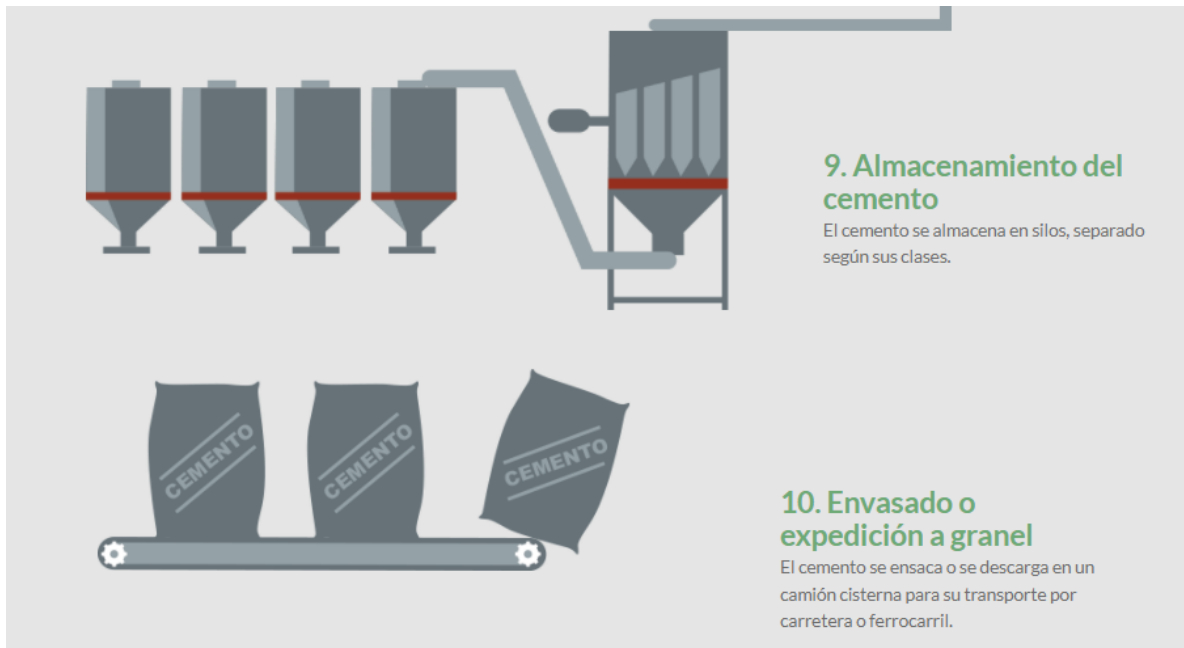 9. Almacenamiento del
cemento
El cemento se almacena en silos, separado
según sus clases.
CEMENTO
CEMENTO
CEMENTO
10. Envasado o
expedición a granel
El cemento se ensaca o se descarga en un
camión cisterna para su transporte por
carretera o ferrocarril.